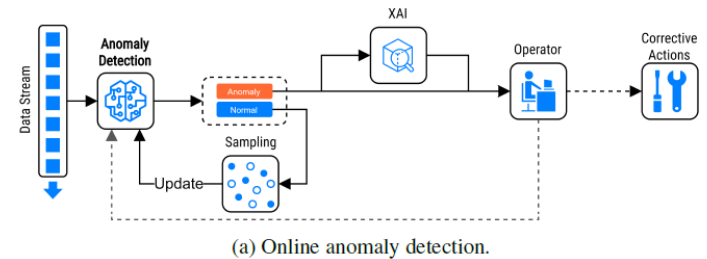 XAI
Anomaly
Detection
Operator
Corrective
Actions
Data Stream
Anomaly
Normal
Sampling
Update
(a) Online anomaly detection.